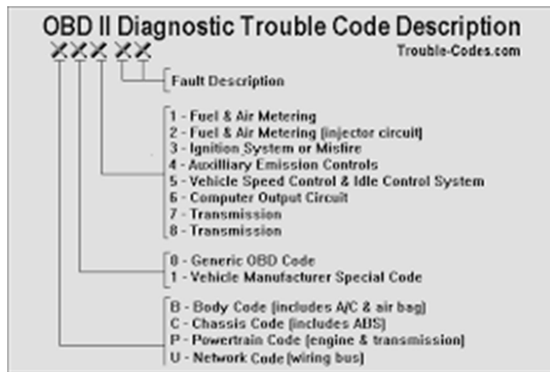 OBD II Diagnostic Trouble Code Description
Trouble-Codes.com
X X X X X
Fault Description
1 - Fuel & Air Metering
2 - Fuel & Air Metering (injector circuit)
3 - Ignition System or Misfire
4 - Auxilliary Emission Controls
5 - Vehicle Speed Control & Idle Control System
6 - Computer Output Circuit
7 - Transmission
8 - Transmission
0 - Generic OBD Code
1 - Vehicle Manufacturer Special Code
B - Body Code (includes A/C & air bag)
C - Chassis Code (includes ABS)
P - Powertrain Code (engine & transmission)
U - Network Code (wiring bus)